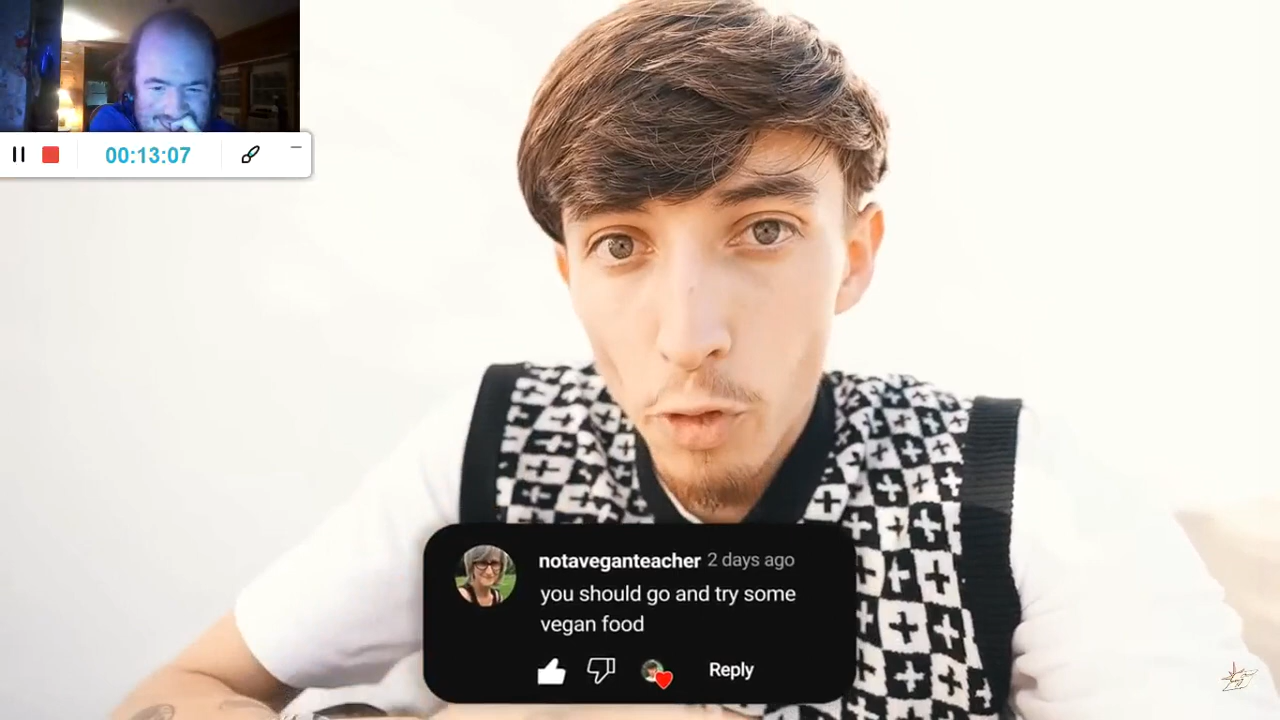 00:13:07
notaveganteacher 2 days ago
you should go and try some
vegan food
Reply